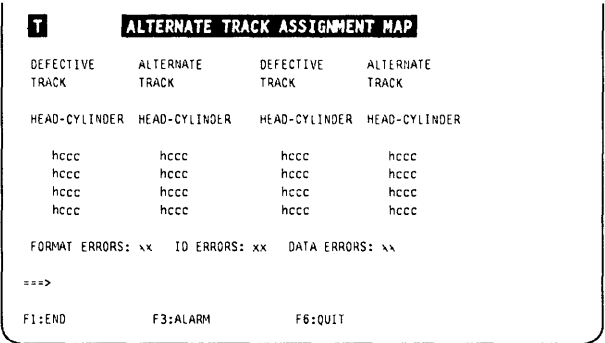 T ALTERNATE TRACK ASSIGNMENT MAP
DEFECTIVE ALTERNATE DEFECTIVE ALTERNATE
TRACK TRACK TRACK TRACK
HEAD-CYLINDER HEAD-CYLINDER HEAD-CYLINDER HEAD-CYLINDER
hccc hccc hccc hccc
hccc hccc hccc hccc
hccc hccc hccc hccc
hccc hccc hccc hccc
FORMAT ERRORS: xx ID ERRORS: xx DATA ERRORS: xx
===>
F1:END F3:ALARM F6:QUIT